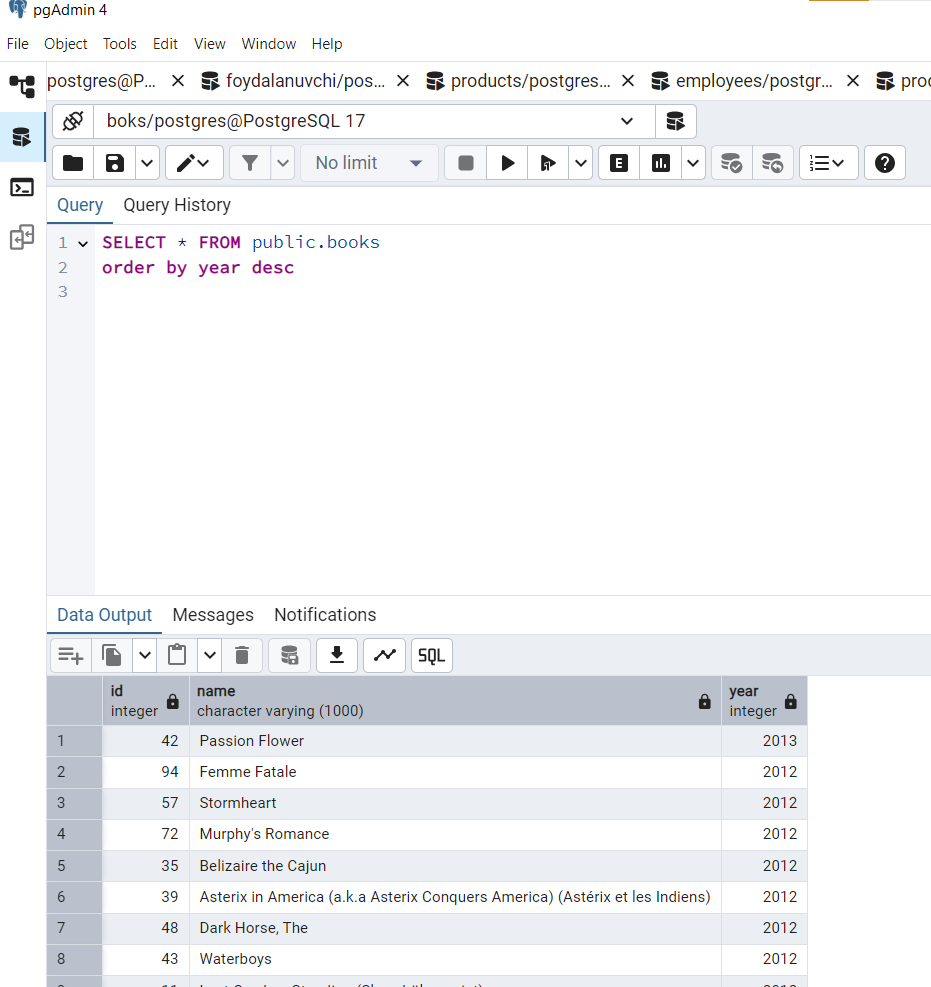 pgAdmin 4
File Object Tools Edit View Window Help
postgres@P... foydalanuvchi/pos... products/postgres... employees/postgr... proc
boks/postgres@PostgreSQL 17
No limit
E
Query Query History
1 SELECT * FROM public.books
2 order by year desc
3
Data Output Messages Notifications
SQL
id name year
integer character varying (1000) integer
1 42 Passion Flower 2013
2 94 Femme Fatale 2012
3 57 Stormheart 2012
4 72 Murphy's Romance 2012
5 35 Belizaire the Cajun 2012
6 39 Asterix in America (a.k.a Asterix Conquers America) (Astérix et les Indiens) 2012
7 48 Dark Horse, The 2012
8 43 Waterboys 2012